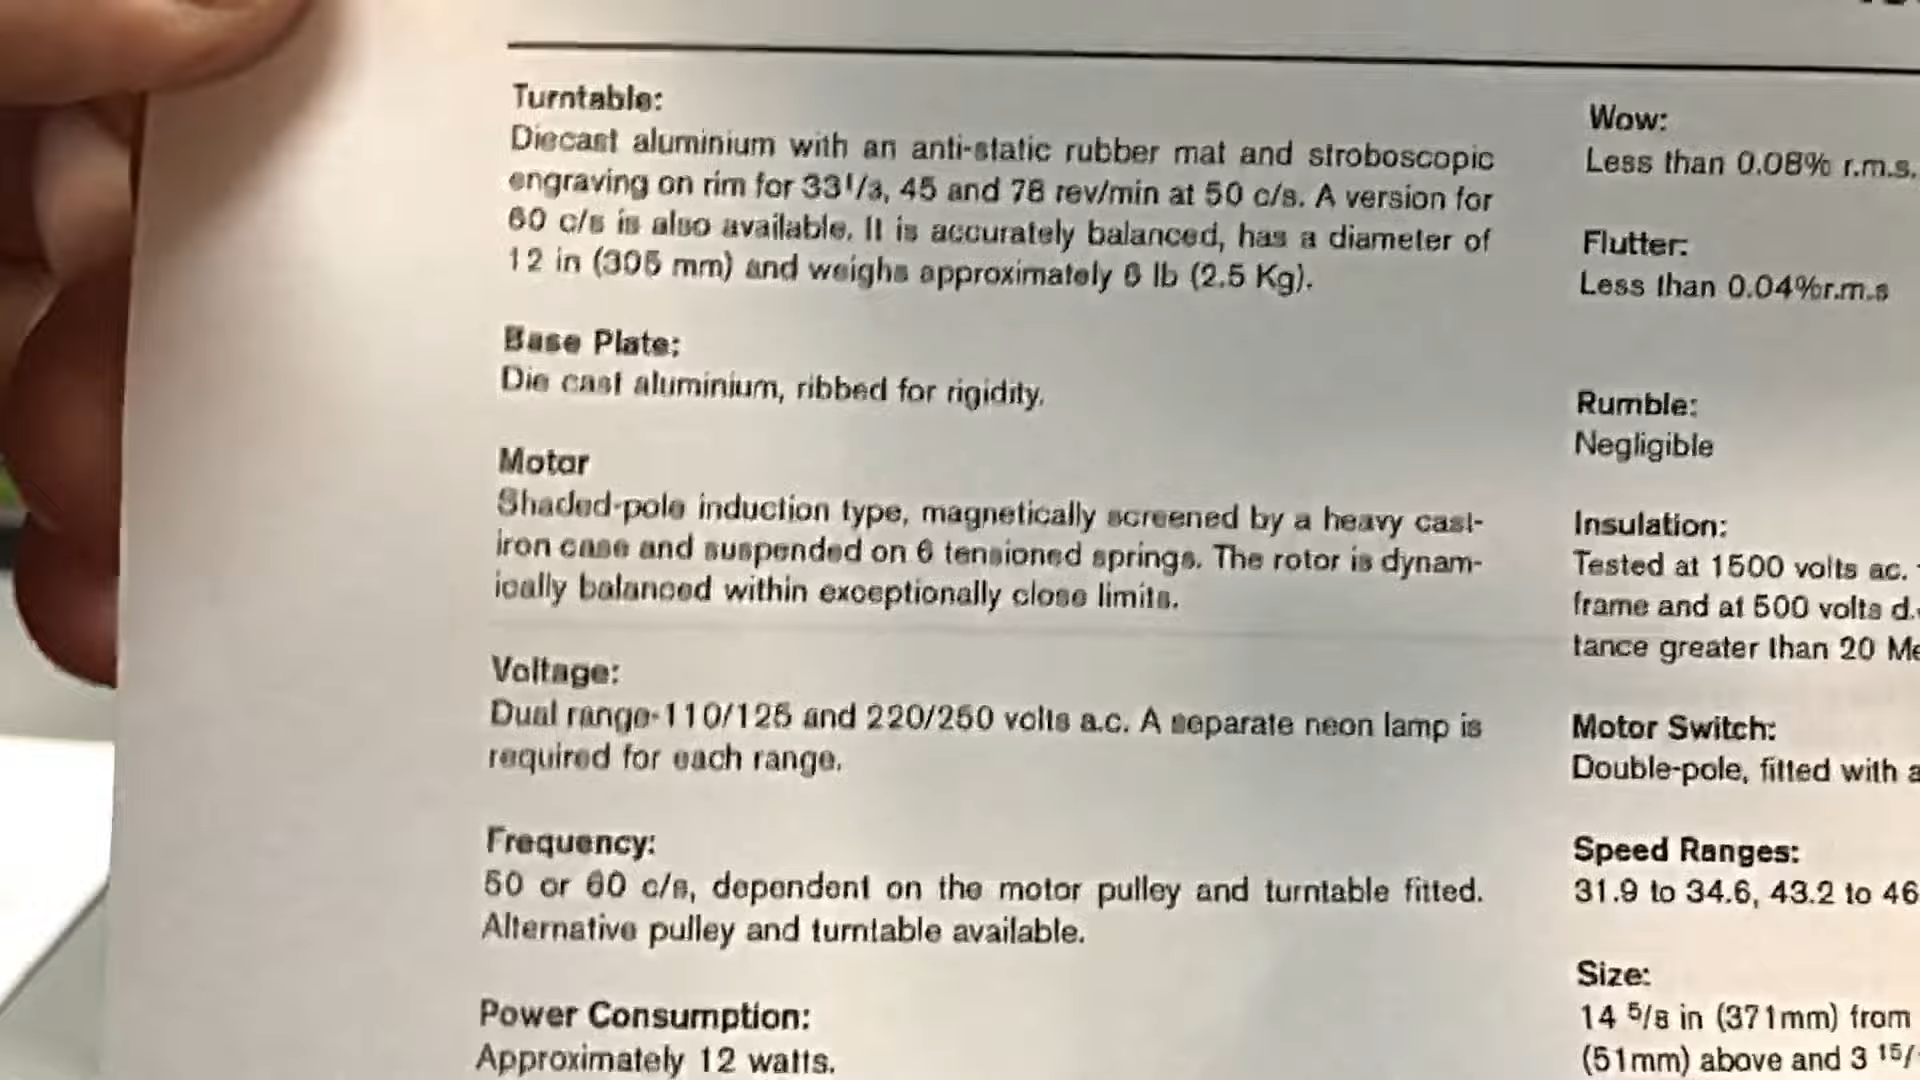 Turntable:
Diecast aluminium with an anti-static rubber mat and stroboscopic
engraving on rim for 33 1/3, 45 and 78 rev/min at 50 c/s. A version for
60 c/s is also available. It is accurately balanced, has a diameter of
12 in (305 mm) and weighs approximately 6 lb (2.5 Kg).
Base Plate:
Die cast aluminium, ribbed for rigidity.
Motor
Shaded-pole induction type, magnetically screened by a heavy cast-
iron case and suspended on 6 tensioned springs. The rotor is dynam-
ically balanced within exceptionally close limits.
Voltage:
Dual range-110/125 and 220/250 volts a.c. A separate neon lamp is
required for each range.
Frequency:
50 or 60 c/s, dependent on the motor pulley and turntable fitted.
Alternative pulley and turntable available.
Power Consumption:
Approximately 12 watts.
Wow:
Less than 0.08% r.m.s.
Flutter:
Less than 0.04%r.m.s
Rumble:
Negligible
Insulation:
Tested at 1500 volts ac.
frame and at 500 volts d.
tance greater than 20
Motor Switch:
Double-pole, fitted with a
Speed Ranges:
31.9 to 34.6, 43.2 to 46
Size:
14 5/8 in (371mm) from
(51mm) above and 3 15/